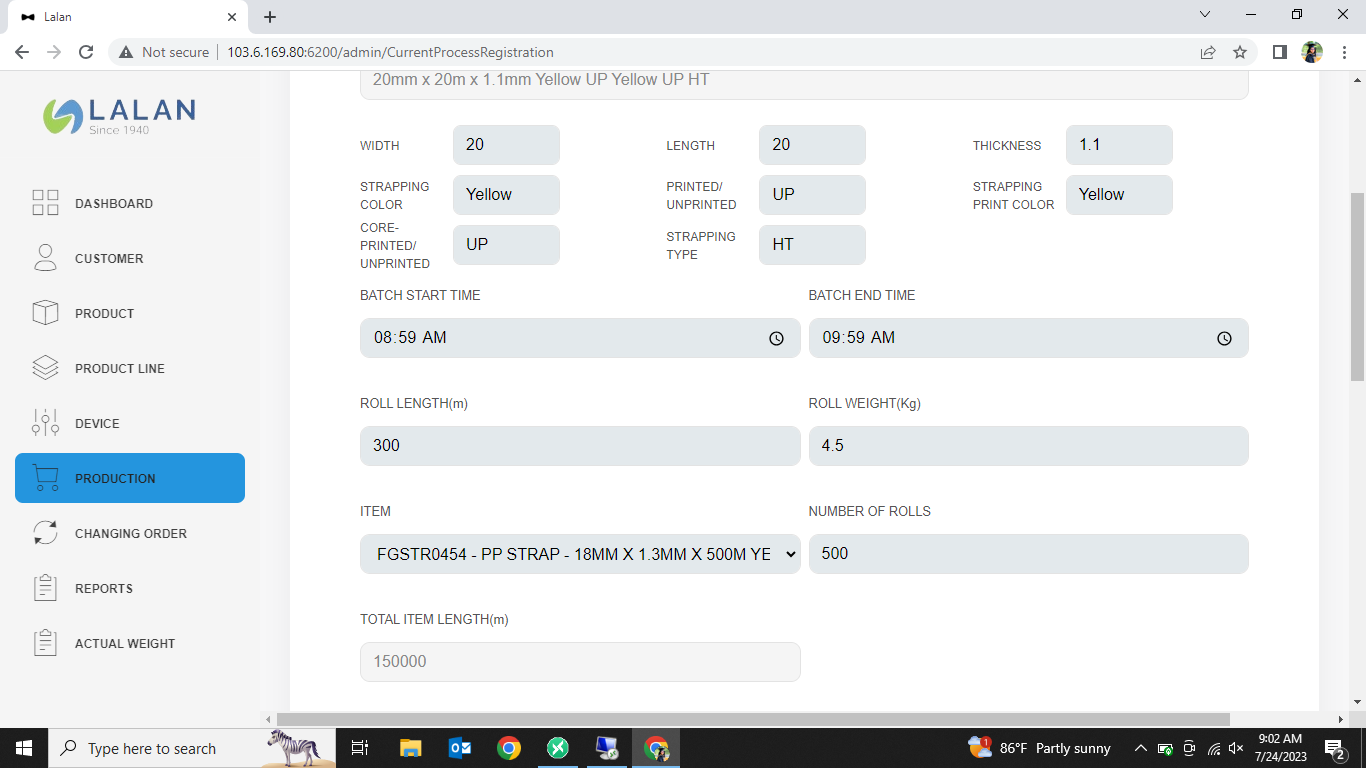 Lalan
Not secure
103.6.169.80:6200/admin/CurrentProcessRegistration
LALAN
Since 1940
DASHBOARD
CUSTOMER
PRODUCT
PRODUCT LINE
DEVICE
PRODUCTION
CHANGING ORDER
REPORTS
ACTUAL WEIGHT
20mm x 20m x 1.1mm Yellow UP Yellow UP HT
WIDTH 20 LENGTH 20 THICKNESS 1.1
STRAPPING COLOR Yellow PRINTED/ UNPRINTED UP STRAPPING PRINT COLOR Yellow
CORE- PRINTED/ UNPRINTED UP STRAPPING TYPE HT
BATCH START TIME BATCH END TIME
08:59 AM 09:59 AM
ROLL LENGTH(m) ROLL WEIGHT(Kg)
300 4.5
ITEM NUMBER OF ROLLS
FGSTR0454 - PP STRAP - 18MM X 1.3MM X 500M YE 500
TOTAL ITEM LENGTH(m)
150000
Type here to search
1
86°F Partly sunny
9:02 AM
7/24/2023
2